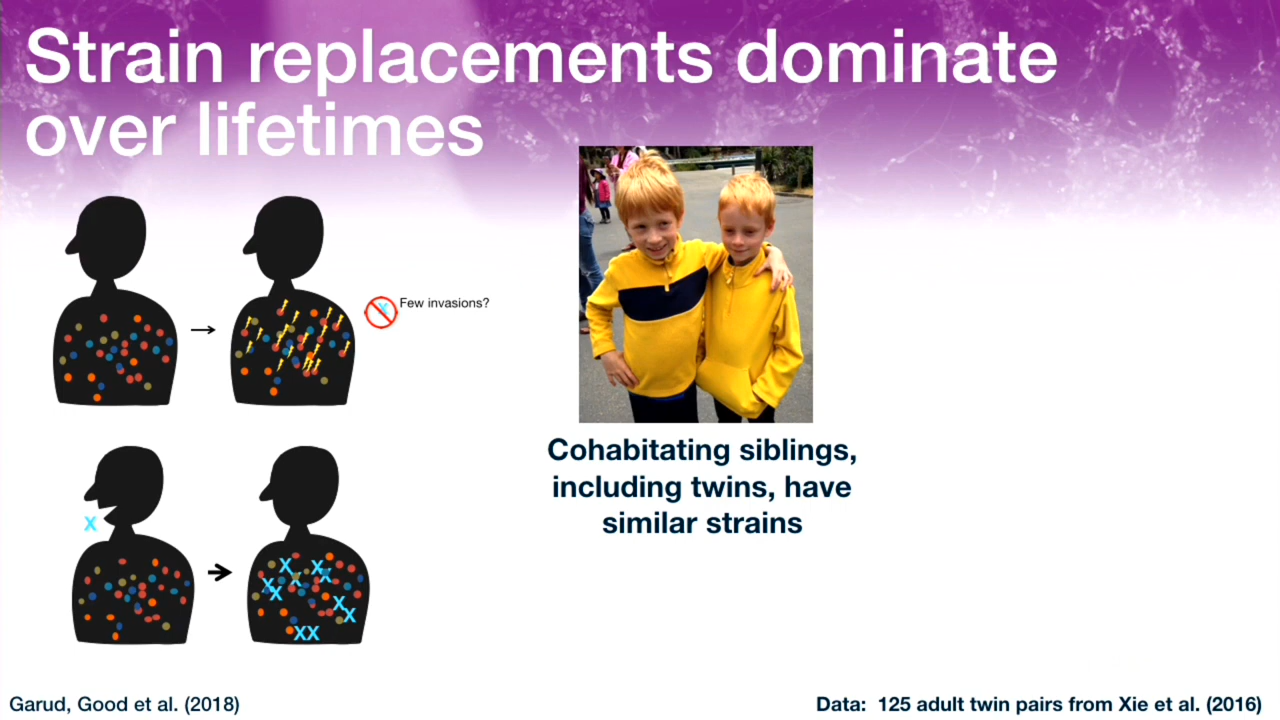 Strain replacements dominate
over lifetimes
Few invasions?
X
X
X
X
X
X
X
X
X
X
XX
Cohabitating siblings,
including twins, have
similar strains
Garud, Good et al. (2018)
Data: 125 adult twin pairs from Xie et al. (2016)